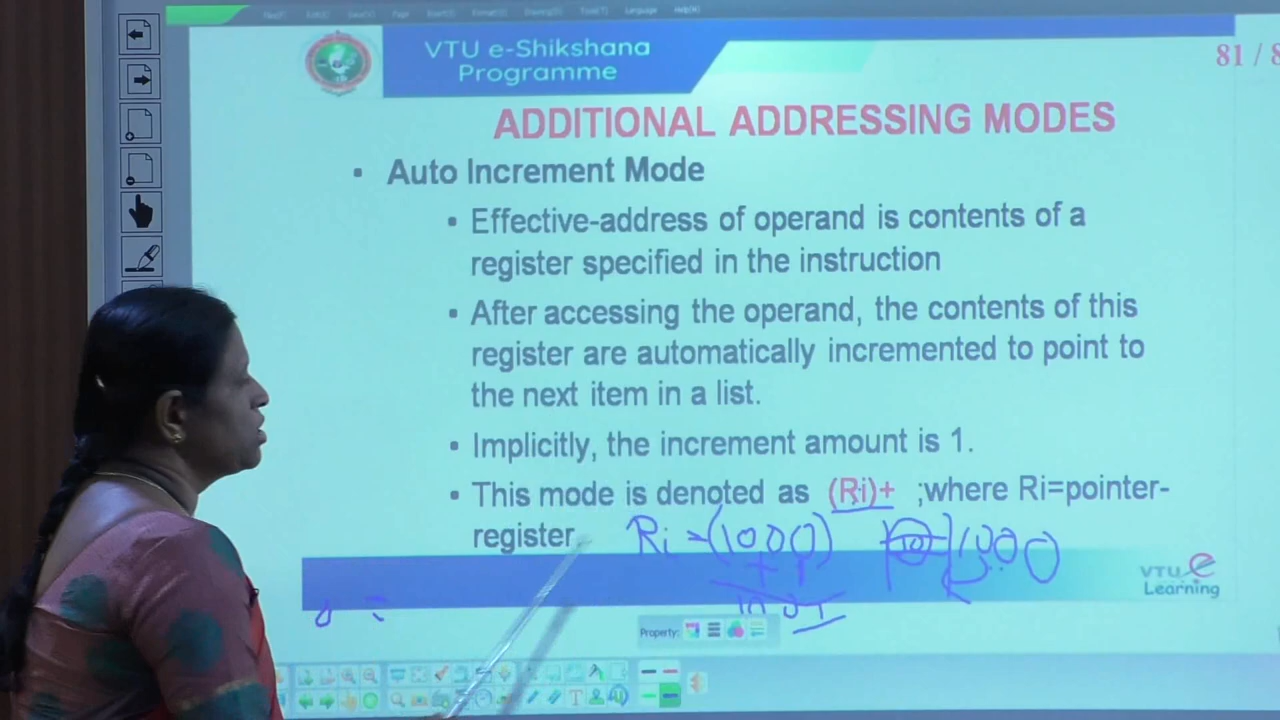 VTU e-Shikshana
Programme
81 / 8
ADDITIONAL ADDRESSING MODES
▪ Auto Increment Mode
▪ Effective-address of operand is contents of a
register specified in the instruction
▪ After accessing the operand, the contents of this
register are automatically incremented to point to
the next item in a list.
▪ Implicitly, the increment amount is 1.
▪ This mode is denoted as (Ri)+ ;where Ri=pointer-
register
Ri
(1000)
1000
VTU e
Learning
Property: